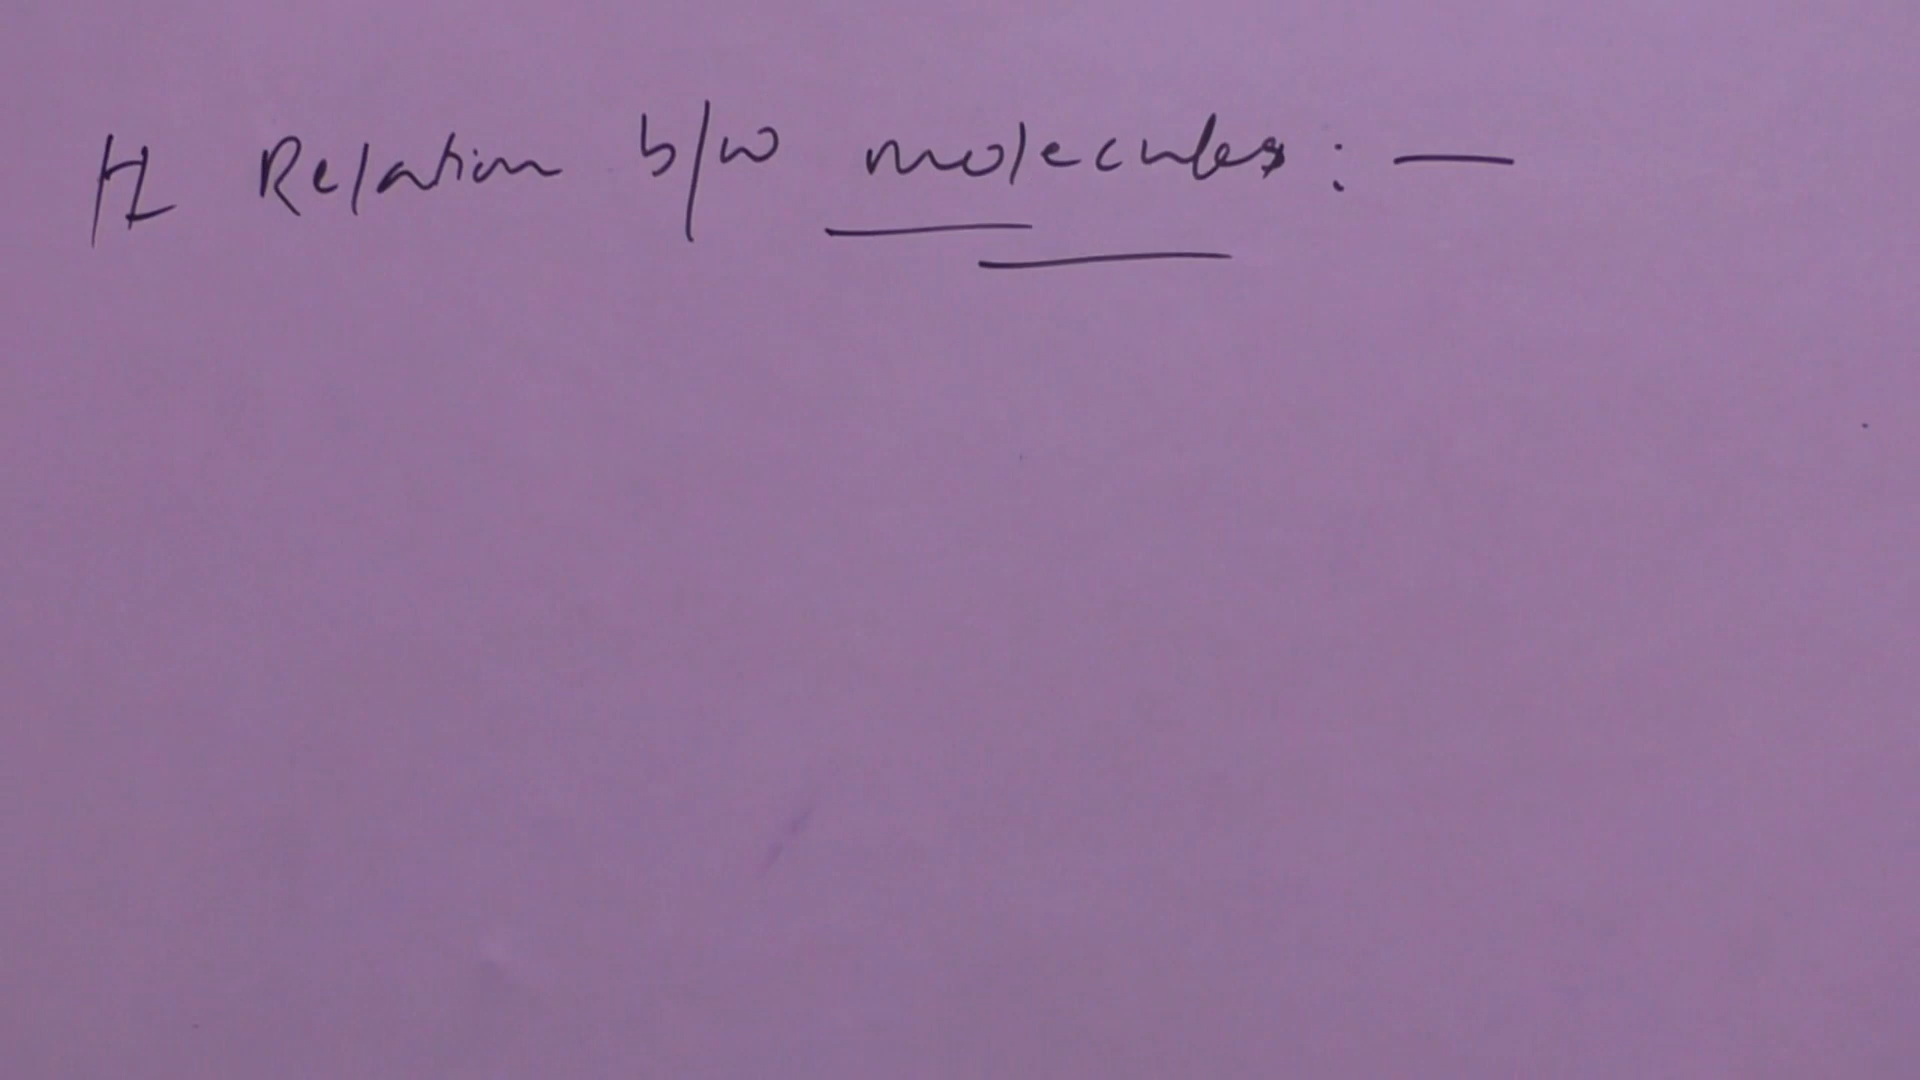 # Relation b/w molecules : —